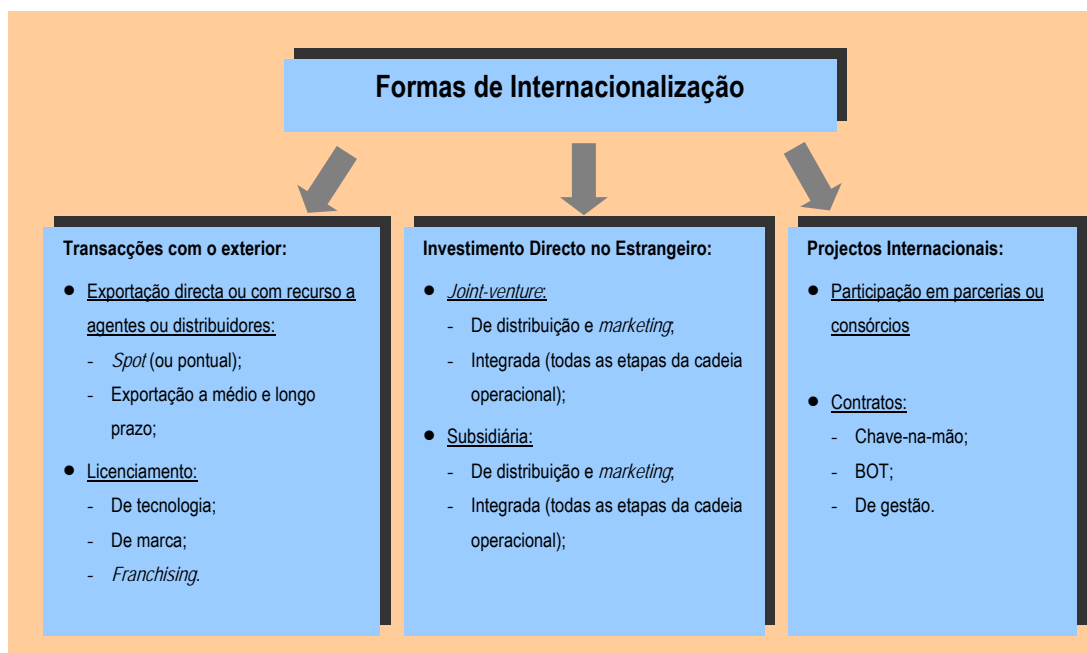 Formas de Internacionalização
Transacções com o exterior:
● Exportação directa ou com recurso a
agentes ou distribuidores:
- Spot (ou pontual);
- Exportação a médio e longo
prazo;
● Licenciamento:
- De tecnologia;
- De marca;
- Franchising.
Investimento Directo no Estrangeiro:
● Joint-venture:
- De distribuição e marketing;
- Integrada (todas as etapas da cadeia
operacional);
● Subsidiária:
- De distribuição e marketing;
- Integrada (todas as etapas da cadeia
operacional);
Projectos Internacionais:
● Participação em parcerias ou
consórcios
● Contratos:
- Chave-na-mão;
- BOT;
- De gestão.